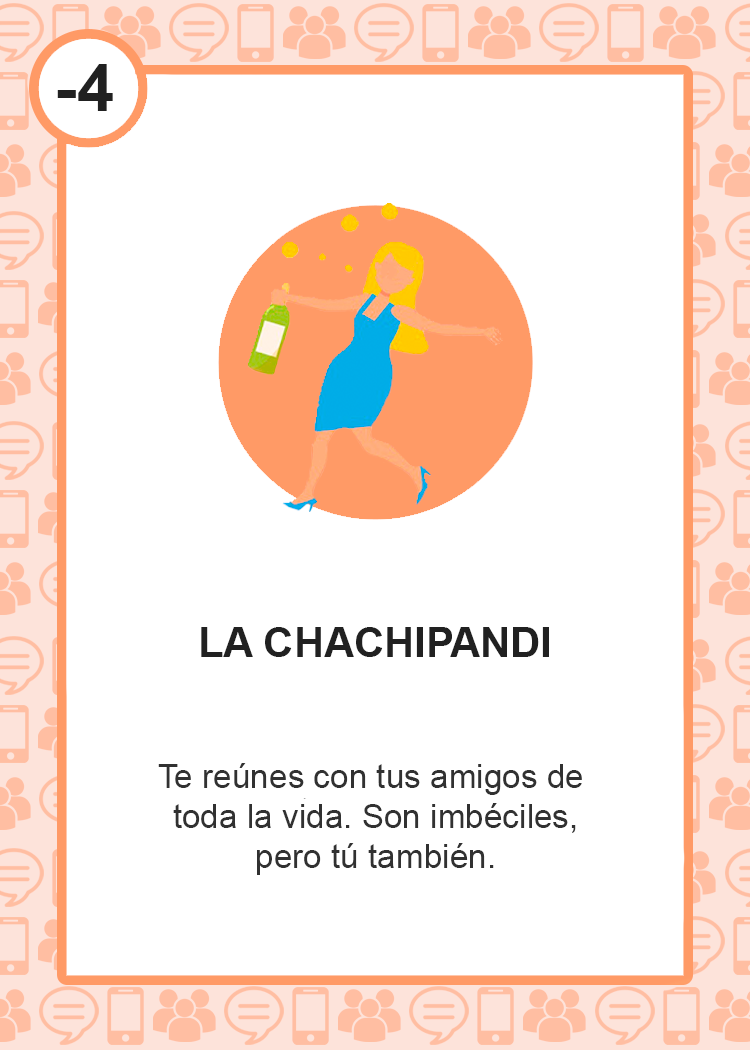 -4
LA CHACHIPANDI
Te reúnes con tus amigos de
toda la vida. Son imbéciles,
pero tú también.